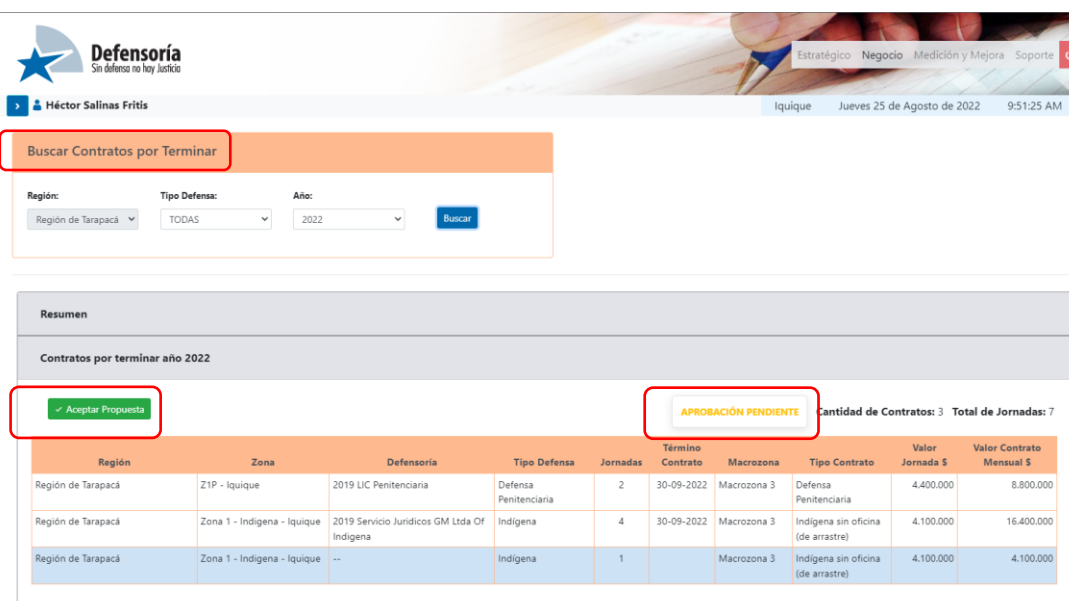 Defensoría
Sin defensa no hay Justicia
Estratégico Negocio Medición y Mejora Soporte
Héctor Salinas Fritis
Iquique Jueves 25 de Agosto de 2022 9:51:25 AM
Buscar Contratos por Terminar
Región: Tipo Defensa: Año:
Región de Tarapacá TODAS 2022 Buscar
Resumen
Contratos por terminar año 2022
Aceptar Propuesta APROBACIÓN PENDIENTE Cantidad de Contratos: 3 Total de Jornadas: 7
Región Zona Defensoría Tipo Defensa Jornadas Término Contrato Macrozona Tipo Contrato Valor Jornada $ Valor Contrato Mensual $
Región de Tarapacá Z1P - Iquique 2019 LIC Penitenciaria Defensa Penitenciaria 2 30-09-2022 Macrozona 3 Defensa Penitenciaria 4.400.000 8.800.000
Región de Tarapacá Zona 1 - Indigena - Iquique 2019 Servicio Juridicos GM Ltda Of Indigena Indígena 4 30-09-2022 Macrozona 3 Indígena sin oficina (de arrastre) 4.100.000 16.400.000
Región de Tarapacá Zona 1 - Indigena - Iquique -- Indígena 1 Macrozona 3 Indígena sin oficina (de arrastre) 4.100.000 4.100.000